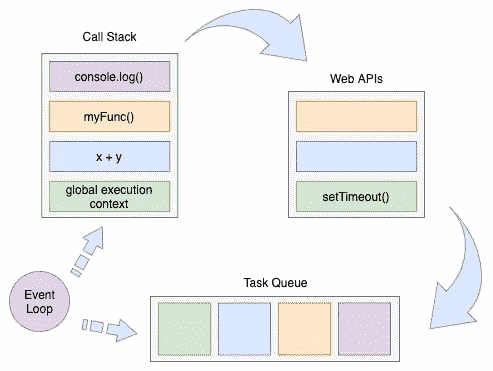 Call Stack
console.log()
myFunc()
x + y
global execution
context
Web APIs
setTimeout()
Event
Loop
Task Queue